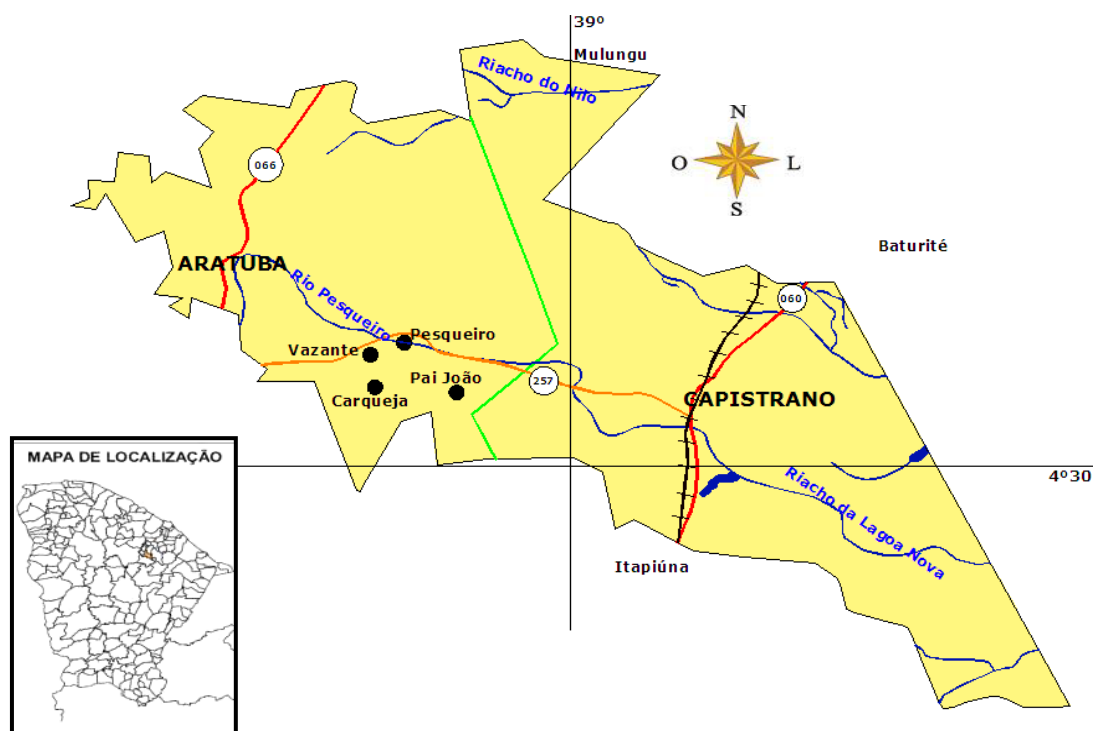 39º
Mulungu
Riacho do Nilo
N
O
L
S
066
Baturité
ARATUBA
Rio Pesqueiro
060
Pesqueiro
Vazante
Pai João
257
Carqueja
CAPISTRANO
MAPA DE LOCALIZAÇÃO
4º30
Riacho da Lagoa Nova
Itapiúna